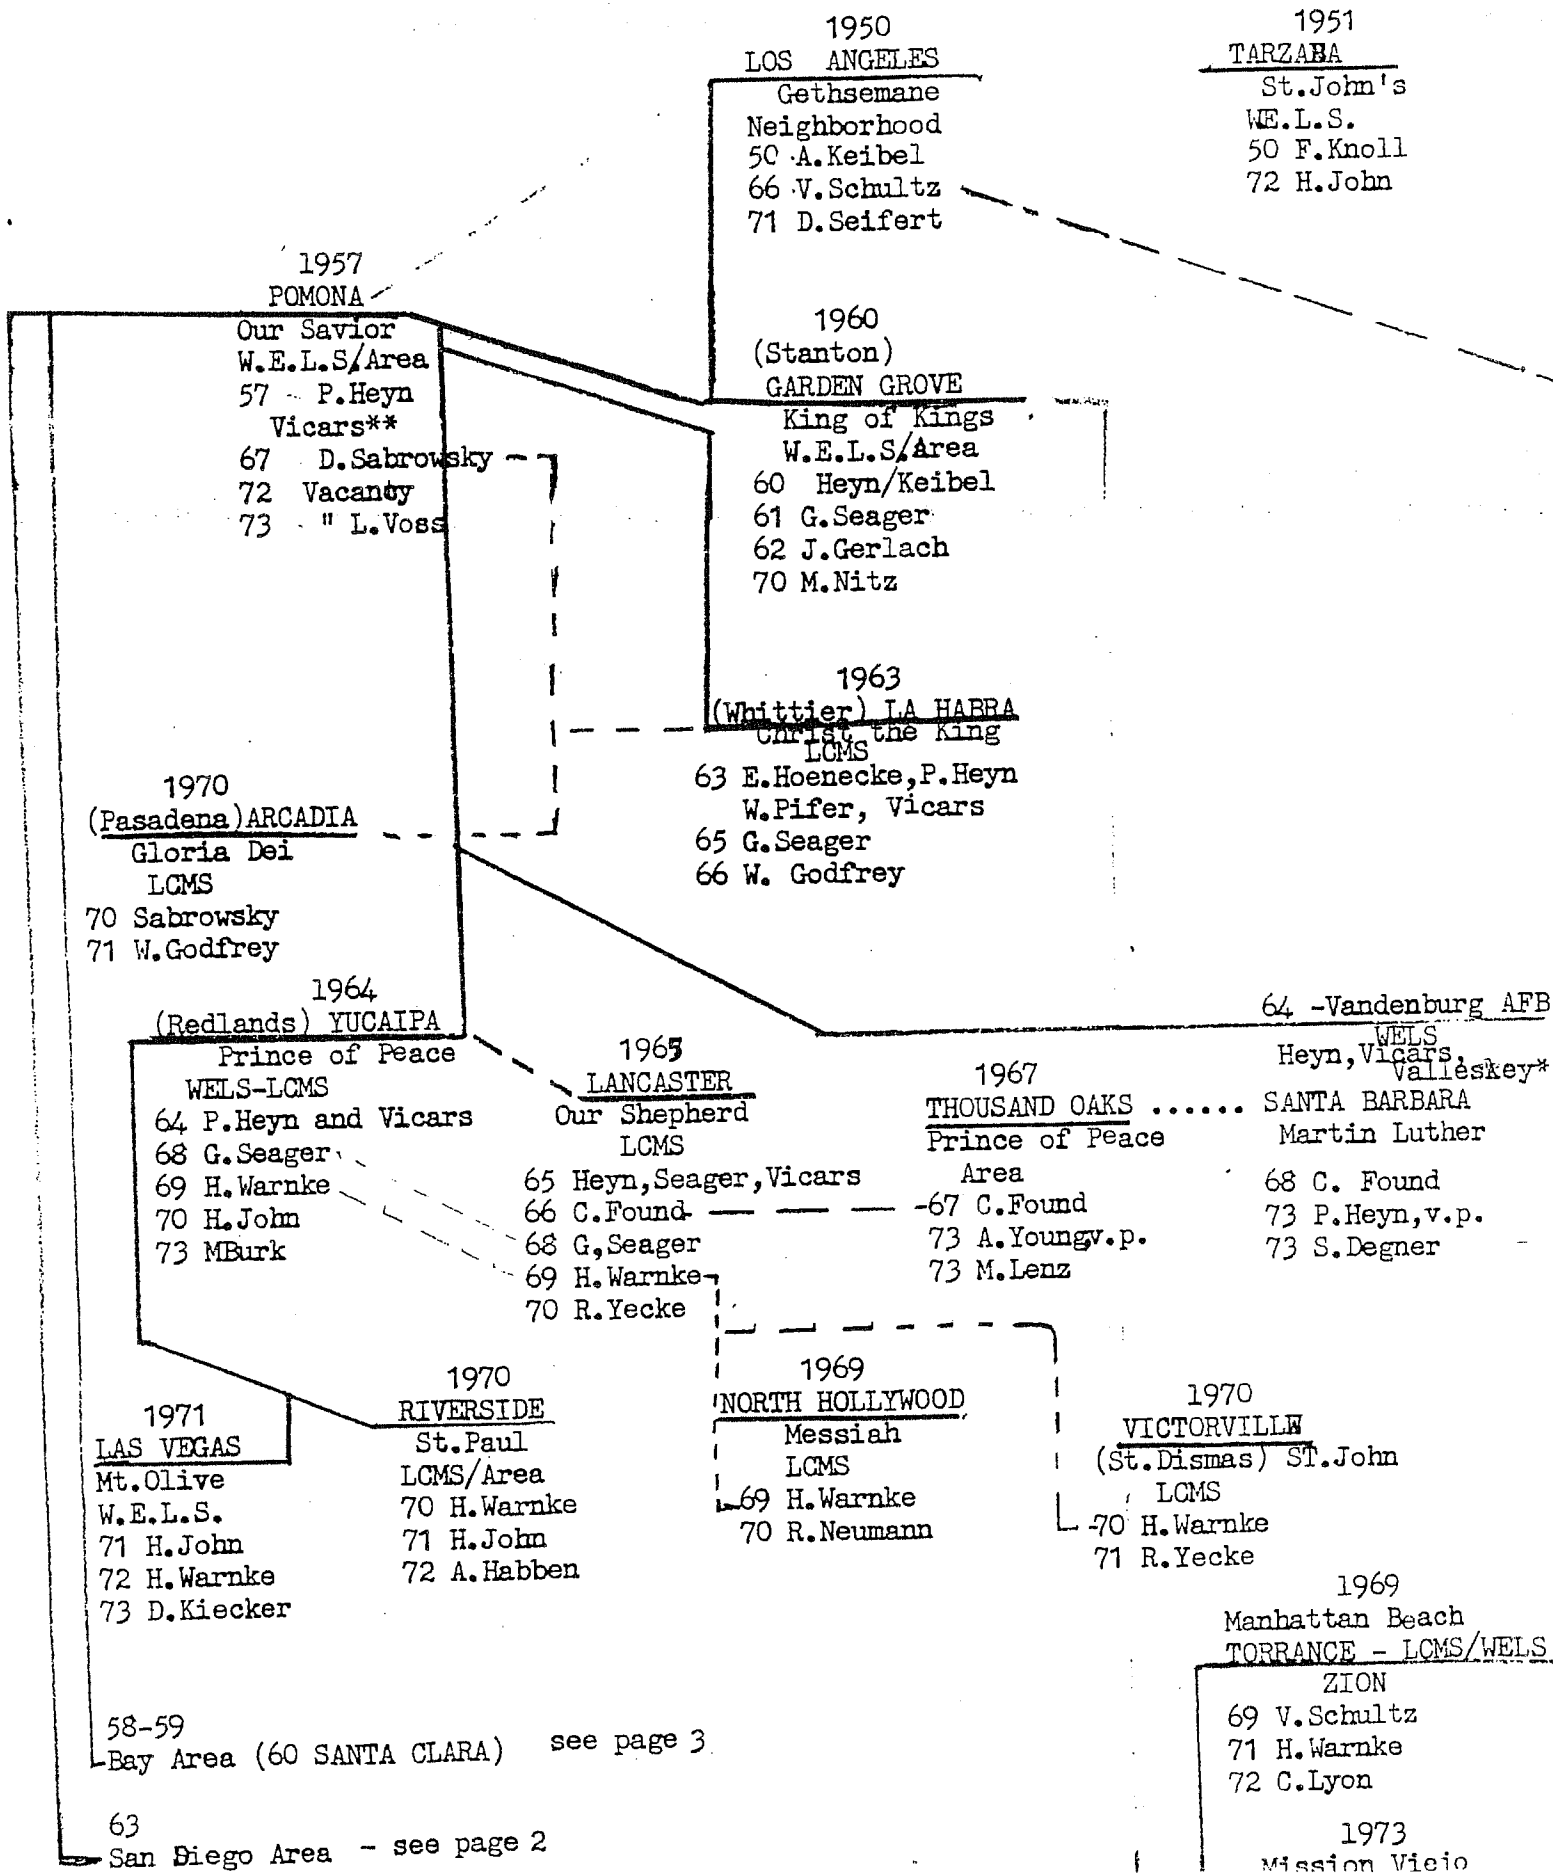 1950
LOS ANGELES
Gethsemane
Neighborhood
50 A.Keibel
66 V.Schultz
71 D.Seifert
1951
St.John's
WE.L.S.
50 F.Knoll
72 H.John
1957
POMONA
Our Savior
W.E.L.S/Area
57 - P.Heyn
Vicars**
67 D.Sabrowsky
72 Vacancy
73 " L.Voss
1960
(Stanton)
GARDEN GROVE
King of Kings
W.E.L.S/Area
60 Heyn/Keibel
61 G.Seager
62 J.Gerlach
70 M.Nitz
1963
(Whittier) LA HABRA
Christ the King
LCMS
63 E.Hoenecke,P.Heyn
W.Pifer, Vicars
65 G.Seager
66 W. Godfrey
1970
(Pasadena)ARCADIA
Gloria Dei
LCMS
70 Sabrowsky
71 W.Godfrey
1964
(Redlands) YUCAIPA
Prince of Peace
WELS-LCMS
64 P.Heyn and Vicars
68 G.Seager
69 H.Warnke
70 H.John
73 MBurk
1965
LANCASTER
Our Shepherd
LCMS
65 Heyn,Seager,Vicars
66 C.Found
68 G,Seager
69 H.Warnke
70 R.Yecke
1967
THOUSAND OAKS ......
Prince of Peace
Area
67 C.Found
73 A.Young,v.p.
73 M.Lenz
64 -Vandenburg AFB
WELS
Heyn,Vicars,
Valleskey*
SANTA BARBARA
Martin Luther
68 C. Found
73 P.Heyn,v.p.
73 S.Degner
1971
LAS VEGAS
Mt.Olive
W.E.L.S.
71 H.John
72 H.Warnke
73 D.Kiecker
1970
RIVERSIDE
St.Paul
LCMS/Area
70 H.Warnke
71 H.John
72 A.Habben
1969
NORTH HOLLYWOOD
Messiah
LCMS
69 H.Warnke
70 R.Neumann
1970
VICTORVILLE
(St.Dismas) ST.John
LCMS
70 H.Warnke
71 R.Yecke
1969
Manhattan Beach
TORRANCE - LCMS/WELS
ZION
69 V.Schultz
71 H.Warnke
72 C.Lyon
1973
Mission Vieio
58-59
Bay Area (60 SANTA CLARA) see page 3
63
San Diego Area - see page 2